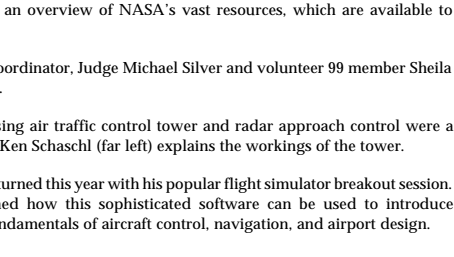 an overview of NASA's vast resources, which are available to
oordinator, Judge Michael Silver and volunteer 99 member Sheila
.
sing air traffic control tower and radar approach control were a
Ken Schaschl (far left) explains the workings of the tower.
turned this year with his popular flight simulator breakout session.
ned how this sophisticated software can be used to introduce
ndamentals of aircraft control, navigation, and airport design.